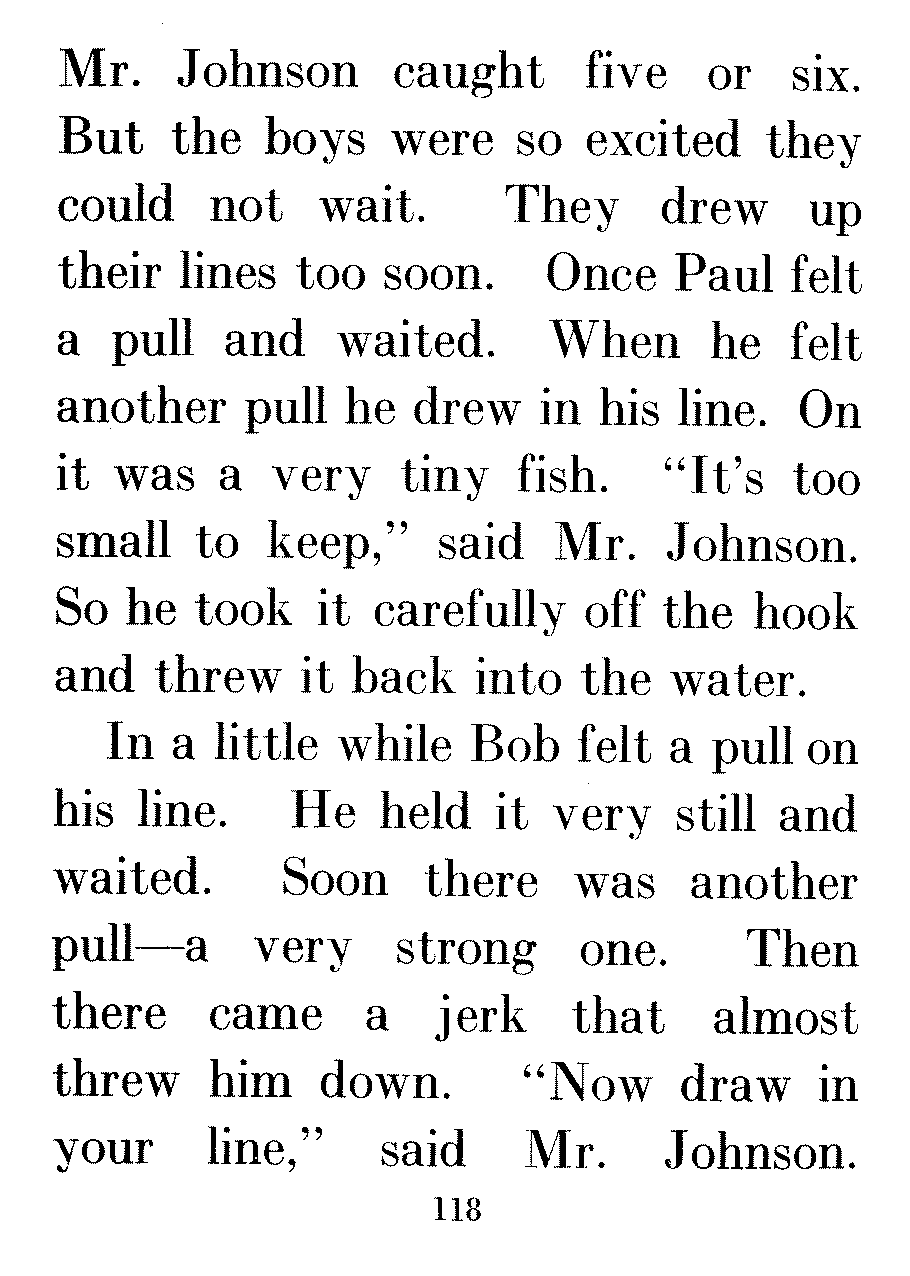 Mr. Johnson caught five or six.
But the boys were so excited they
could not wait. They drew up
their lines too soon. Once Paul felt
a pull and waited. When he felt
another pull he drew in his line. On
it was a very tiny fish. “It’s too
small to keep,” said Mr. Johnson.
So he took it carefully off the hook
and threw it back into the water.
In a little while Bob felt a pull on
his line. He held it very still and
waited. Soon there was another
pull—a very strong one. Then
there came a jerk that almost
threw him down. “Now draw in
your line,” said Mr. Johnson.
118